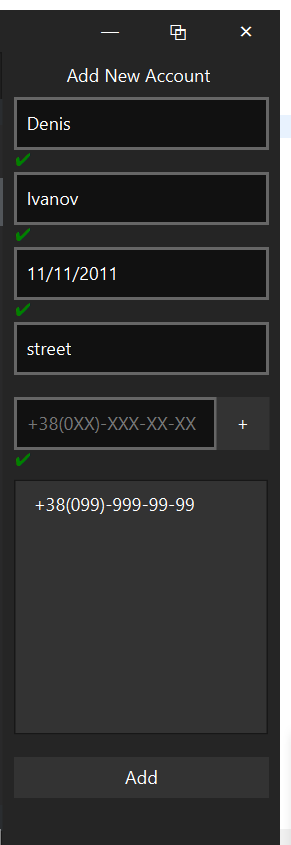 Add New Account
Denis
Ivanov
11/11/2011
street
+38(0XX)-XXX-XX-XX +
+38(099)-999-99-99
Add